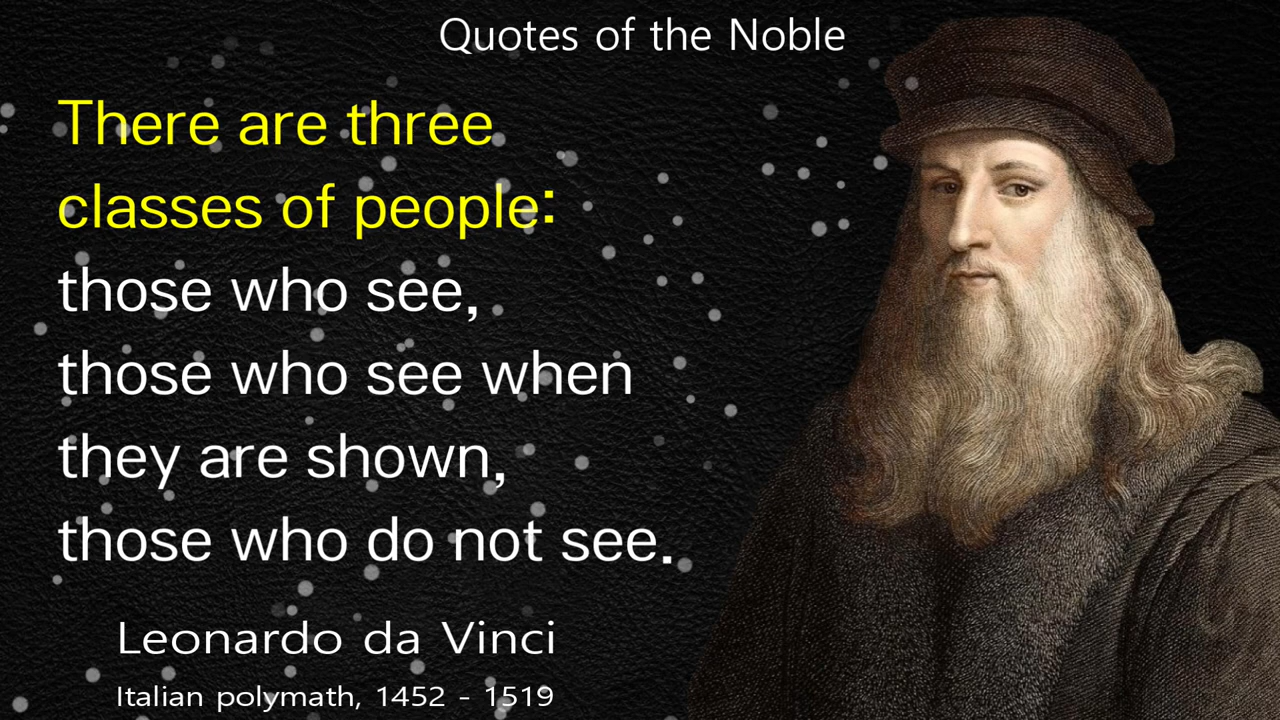 Quotes of the Noble
There are three
classes of people:
those who see,
those who see when
they are shown,
those who do not see.
Leonardo da Vinci
Italian polymath, 1452 - 1519